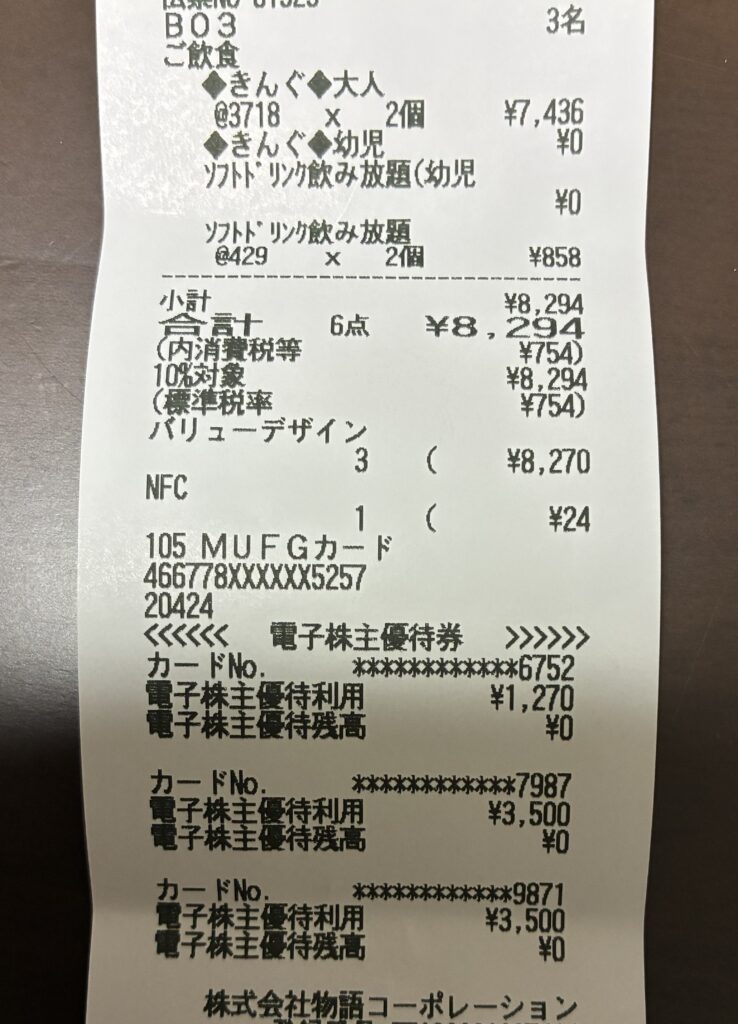 BO3 3名
ご飲食
◆きんぐ◆大人
@3718 x 2個 ¥7,436
◆きんぐ◆幼児 ¥0
ソフトドリンク飲み放題(幼児
¥0
ソフトドリンク飲み放題
@429 x 2個 ¥858
小計 ¥8,294
合計 6点 ¥8,294
(内消費税等 ¥754)
10%対象 ¥8,294
(標準税率 ¥754)
バリューデザイン
3 ( ¥8,270
NFC
1 ( ¥24
105 MUFGカード
466778XXXXXX5257
20424
<<<<<< 電子株主優待券 >>>>>>
カードNo. ************6752
電子株主優待利用 ¥1,270
電子株主優待残高 ¥0
カードNo. ************7987
電子株主優待利用 ¥3,500
電子株主優待残高 ¥0
カードNo. ************9871
電子株主優待利用 ¥3,500
電子株主優待残高 ¥0
株式会社物語コーポレーション